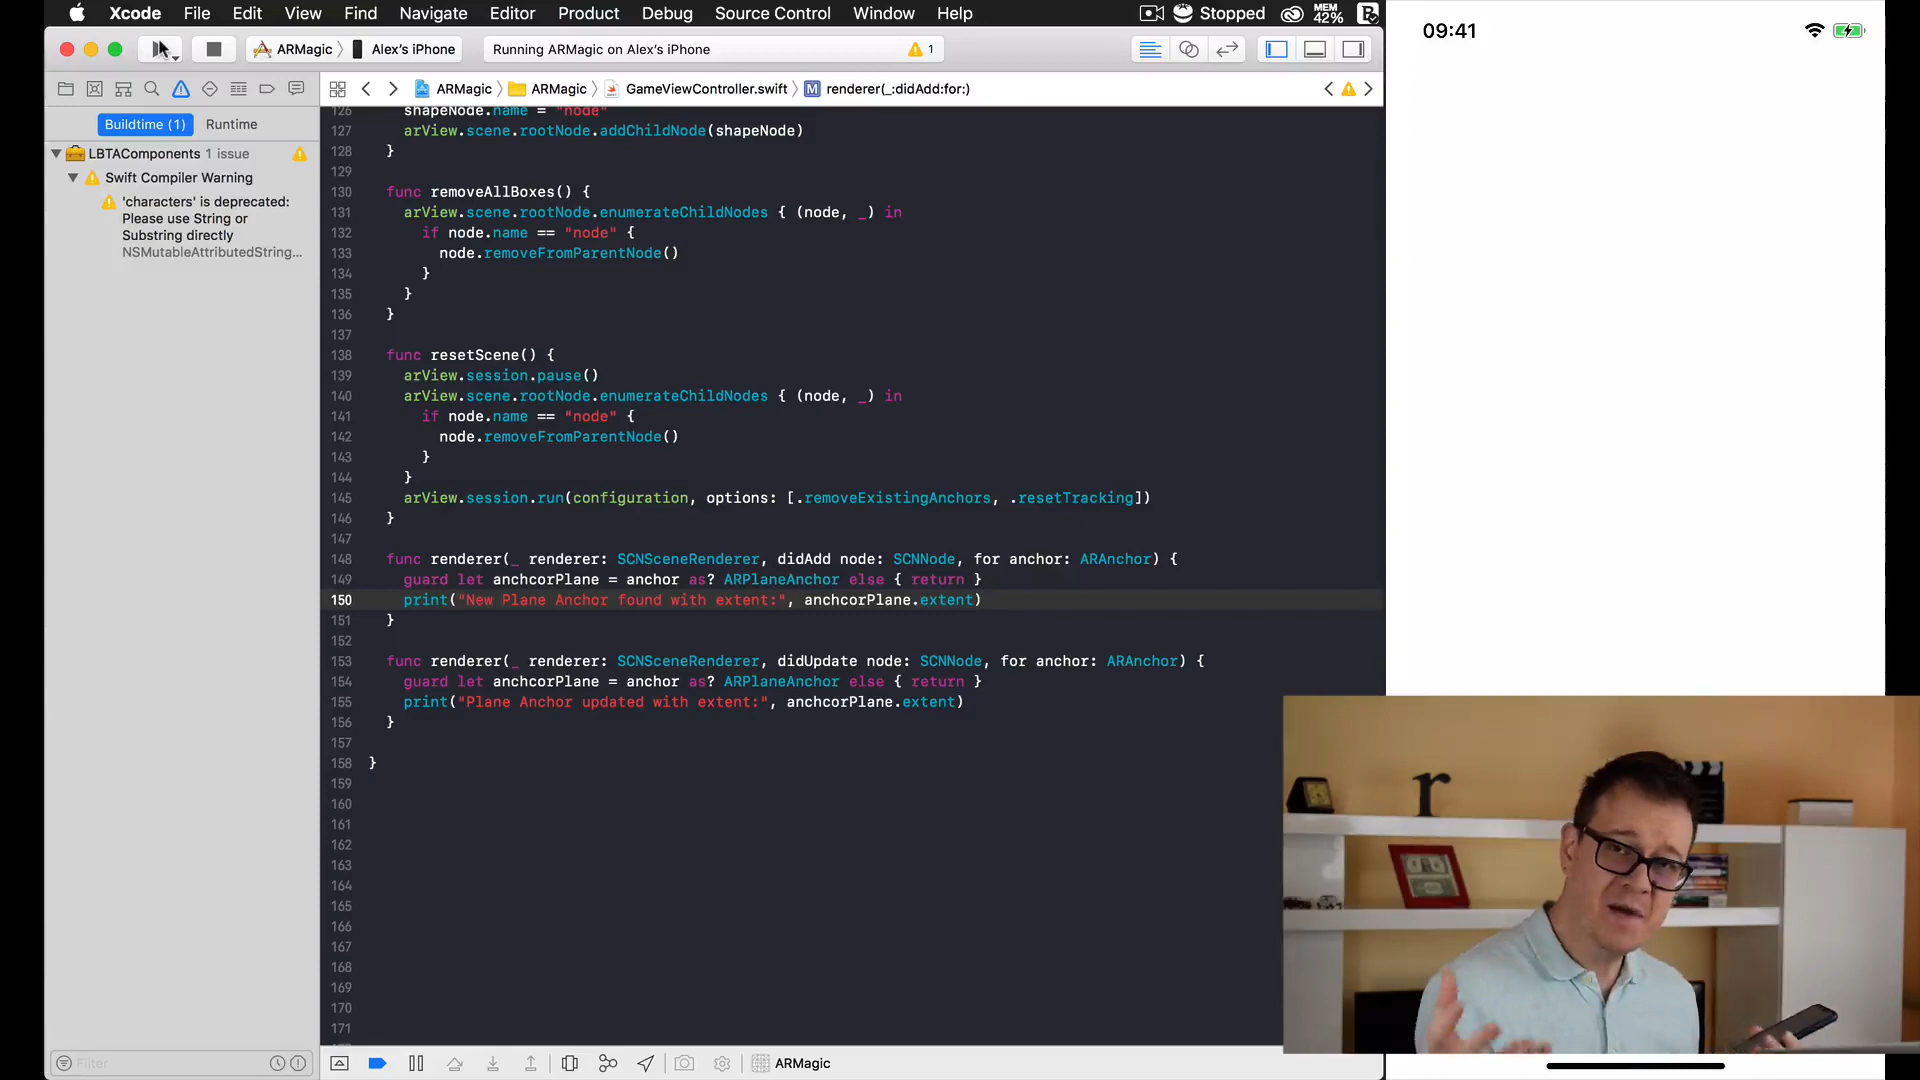 Xcode File Edit View Find Navigate Editor Product Debug Source Control Window Help
Stopped
MEM
42%
09:41
ARMagic
Alex's iPhone
Running ARMagic on Alex's iPhone
1
ARMagic
ARMagic
GameViewController.swift
M
renderer(_:didAdd:for:)
Buildtime (1)
Runtime
LBTAComponents 1 issue
Swift Compiler Warning
'characters' is deprecated:
Please use String or
Substring directly
NSMutableAttributedString...
126 shapeNode.name = "node"
127 arView.scene.rootNode.addChildNode(shapeNode)
128 }
129
130 func removeAllBoxes() {
131 arView.scene.rootNode.enumerateChildNodes { (node, _) in
132 if node.name == "node" {
133 node.removeFromParentNode()
134 }
135 }
136 }
137
138 func resetScene() {
139 arView.session.pause()
140 arView.scene.rootNode.enumerateChildNodes { (node, _) in
141 if node.name == "node" {
142 node.removeFromParentNode()
143 }
144 }
145 arView.session.run(configuration, options: [.removeExistingAnchors, .resetTracking])
146 }
147
148 func renderer(_ renderer: SCNSceneRenderer, didAdd node: SCNNode, for anchor: ARAnchor) {
149 guard let anchcorPlane = anchor as? ARPlaneAnchor else { return }
150 print("New Plane Anchor found with extent:", anchcorPlane.extent)
151 }
152
153 func renderer(_ renderer: SCNSceneRenderer, didUpdate node: SCNNode, for anchor: ARAnchor) {
154 guard let anchcorPlane = anchor as? ARPlaneAnchor else { return }
155 print("Plane Anchor updated with extent:", anchcorPlane.extent)
156 }
157
158 }
159
160
161
162
163
164
165
166
167
168
169
170
171
r
Filter
ARMagic